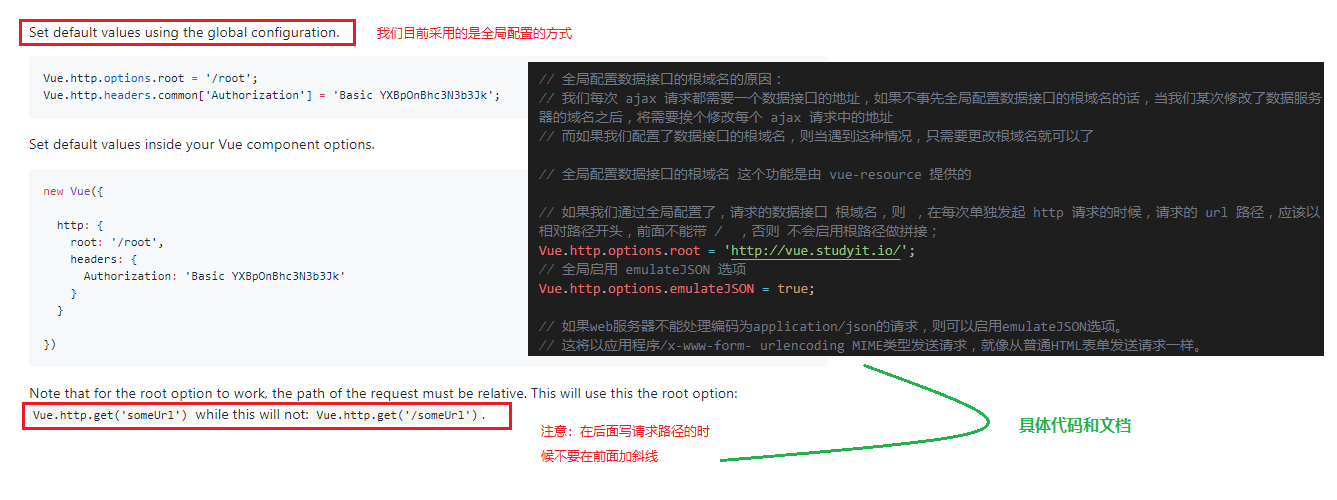 Set default values using the global configuration.
我们目前采用的是全局配置的方式
Vue.http.options.root = '/root';
Vue.http.headers.common['Authorization'] = 'Basic YXBpOnBhc3N3b3Jk';
Set default values inside your Vue component options.
new Vue({
http: {
root: '/root',
headers: {
Authorization: 'Basic YXBpOnBhc3N3b3Jk'
}
}
})
// 全局配置数据接口的根域名的原因：
// 我们每次 ajax 请求都需要一个数据接口的地址，如果不事先全局配置数据接口的根域名的话，当我们某次修改了数据服务
器的域名之后，将需要挨个修改每个 ajax 请求中的地址
// 而如果我们配置了数据接口的根域名，则当遇到这种情况，只需要更改根域名就可以了
// 全局配置数据接口的根域名 这个功能是由 vue-resource 提供的
// 如果我们通过全局配置了，请求的数据接口 根域名，则 ，在每次单独发起 http 请求的时候，请求的 url 路径，应该以
相对路径开头，前面不能带 / ，否则 不会启用根路径做拼接；
Vue.http.options.root = 'http://vue.studyit.io/';
// 全局启用 emulateJSON 选项
Vue.http.options.emulateJSON = true;
// 如果web服务器不能处理编码为application/json的请求，则可以启用emulateJSON选项。
// 这将以应用程序/x-www-form- urlencoding MIME类型发送请求，就像从普通HTML表单发送请求一样。
Note that for the root option to work, the path of the request must be relative. This will use this the root option:
Vue.http.get('someUrl') while this will not: Vue.http.get('/someUrl').
注意：在后面写请求路径的时
候不要在前面加斜线
具体代码和文档